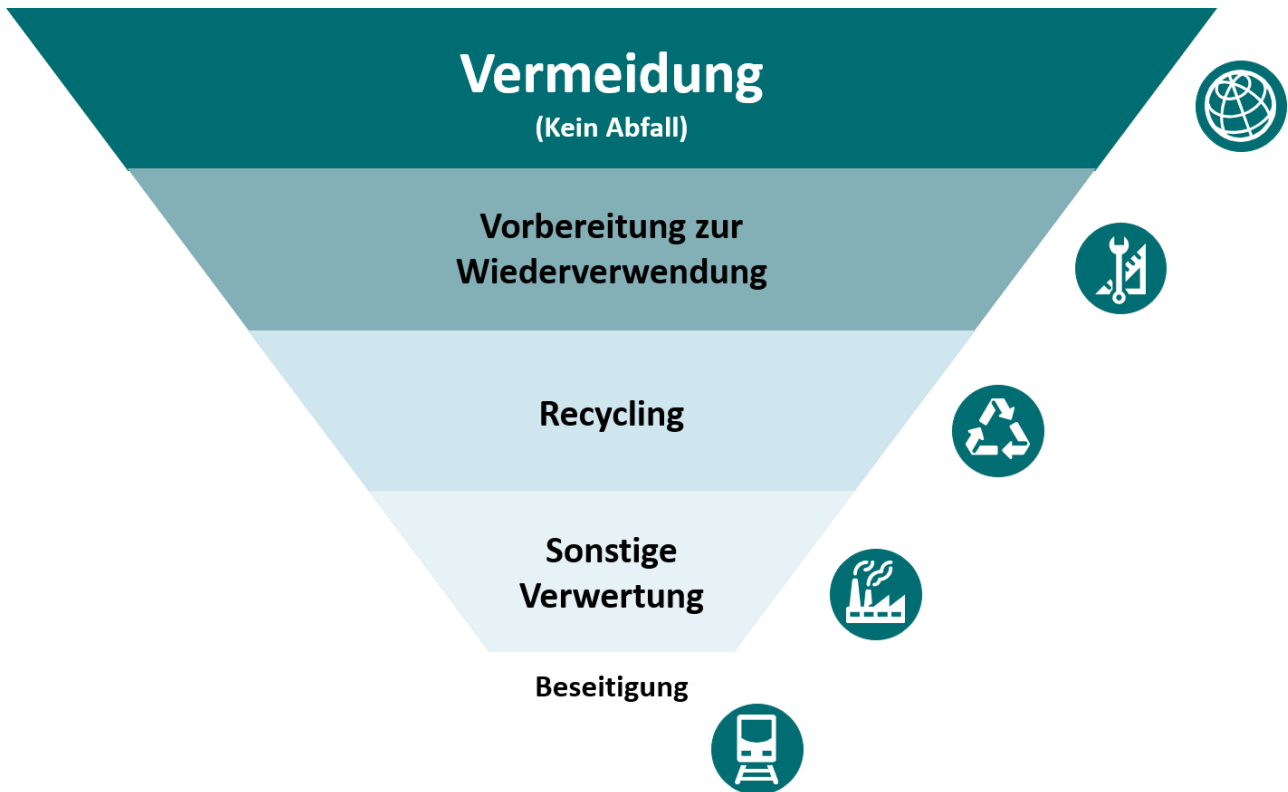 Vermeidung
(Kein Abfall)
Vorbereitung zur
Wiederverwendung
Recycling
Sonstige
Verwertung
Beseitigung